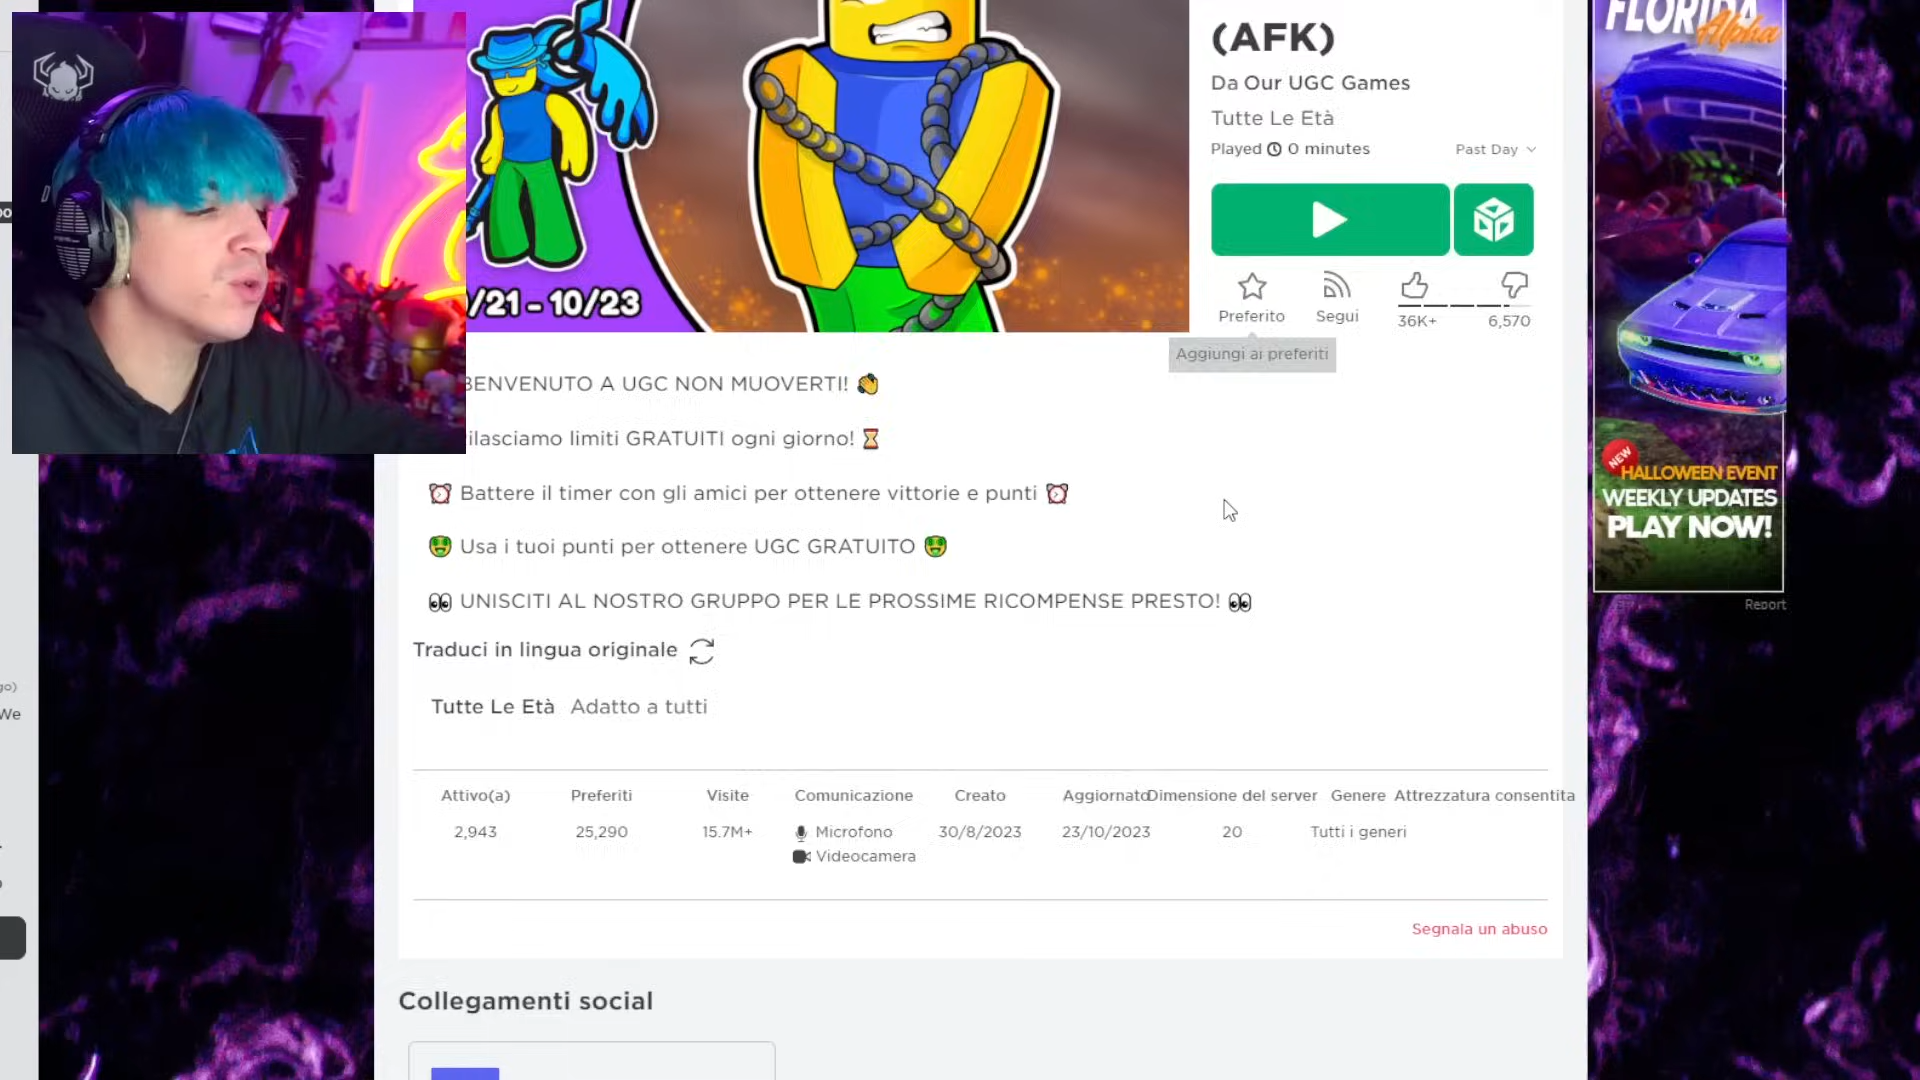 FLORIDA
Alpha
(AFK)
Da Our UGC Games
Tutte Le Età
Played 0 minutes
Past Day
Preferito
Segui
36K+
6,570
Aggiungi ai preferiti
/21 - 10/23
BENVENUTO A UGC NON MUOVERTI! 👏
ilasciamo limiti GRATUITI ogni giorno! ⏳
⏰ Battere il timer con gli amici per ottenere vittorie e punti ⏰
🤑 Usa i tuoi punti per ottenere UGC GRATUITO 🤑
👀 UNISCITI AL NOSTRO GRUPPO PER LE PROSSIME RICOMPENSE PRESTO! 👀
Traduci in lingua originale
Tutte Le Età Adatto a tutti
Attivo(a) Preferiti Visite Comunicazione Creato Aggiornato Dimensione del server Genere Attrezzatura consentita
2,943 25,290 15.7M+ Microfono 30/8/2023 23/10/2023 20 Tutti i generi
Videocamera
Segnala un abuso
Collegamenti social
NEW
HALLOWEEN EVENT
WEEKLY UPDATES
PLAY NOW!
Report
go)
We